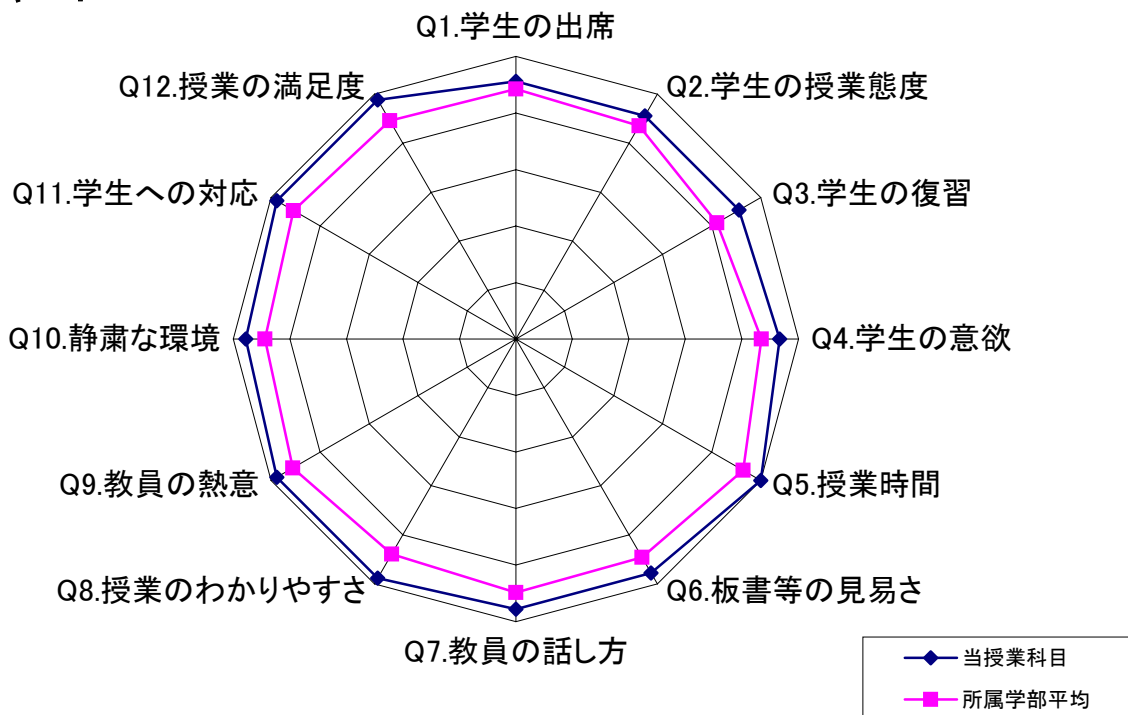 Q1.学生の出席
Q2.学生の授業態度
Q3.学生の復習
Q4.学生の意欲
Q5.授業時間
Q6.板書等の見易さ
Q7.教員の話し方
Q8.授業のわかりやすさ
Q9.教員の熱意
Q10.静粛な環境
Q11.学生への対応
Q12.授業の満足度
当授業科目
所属学部平均